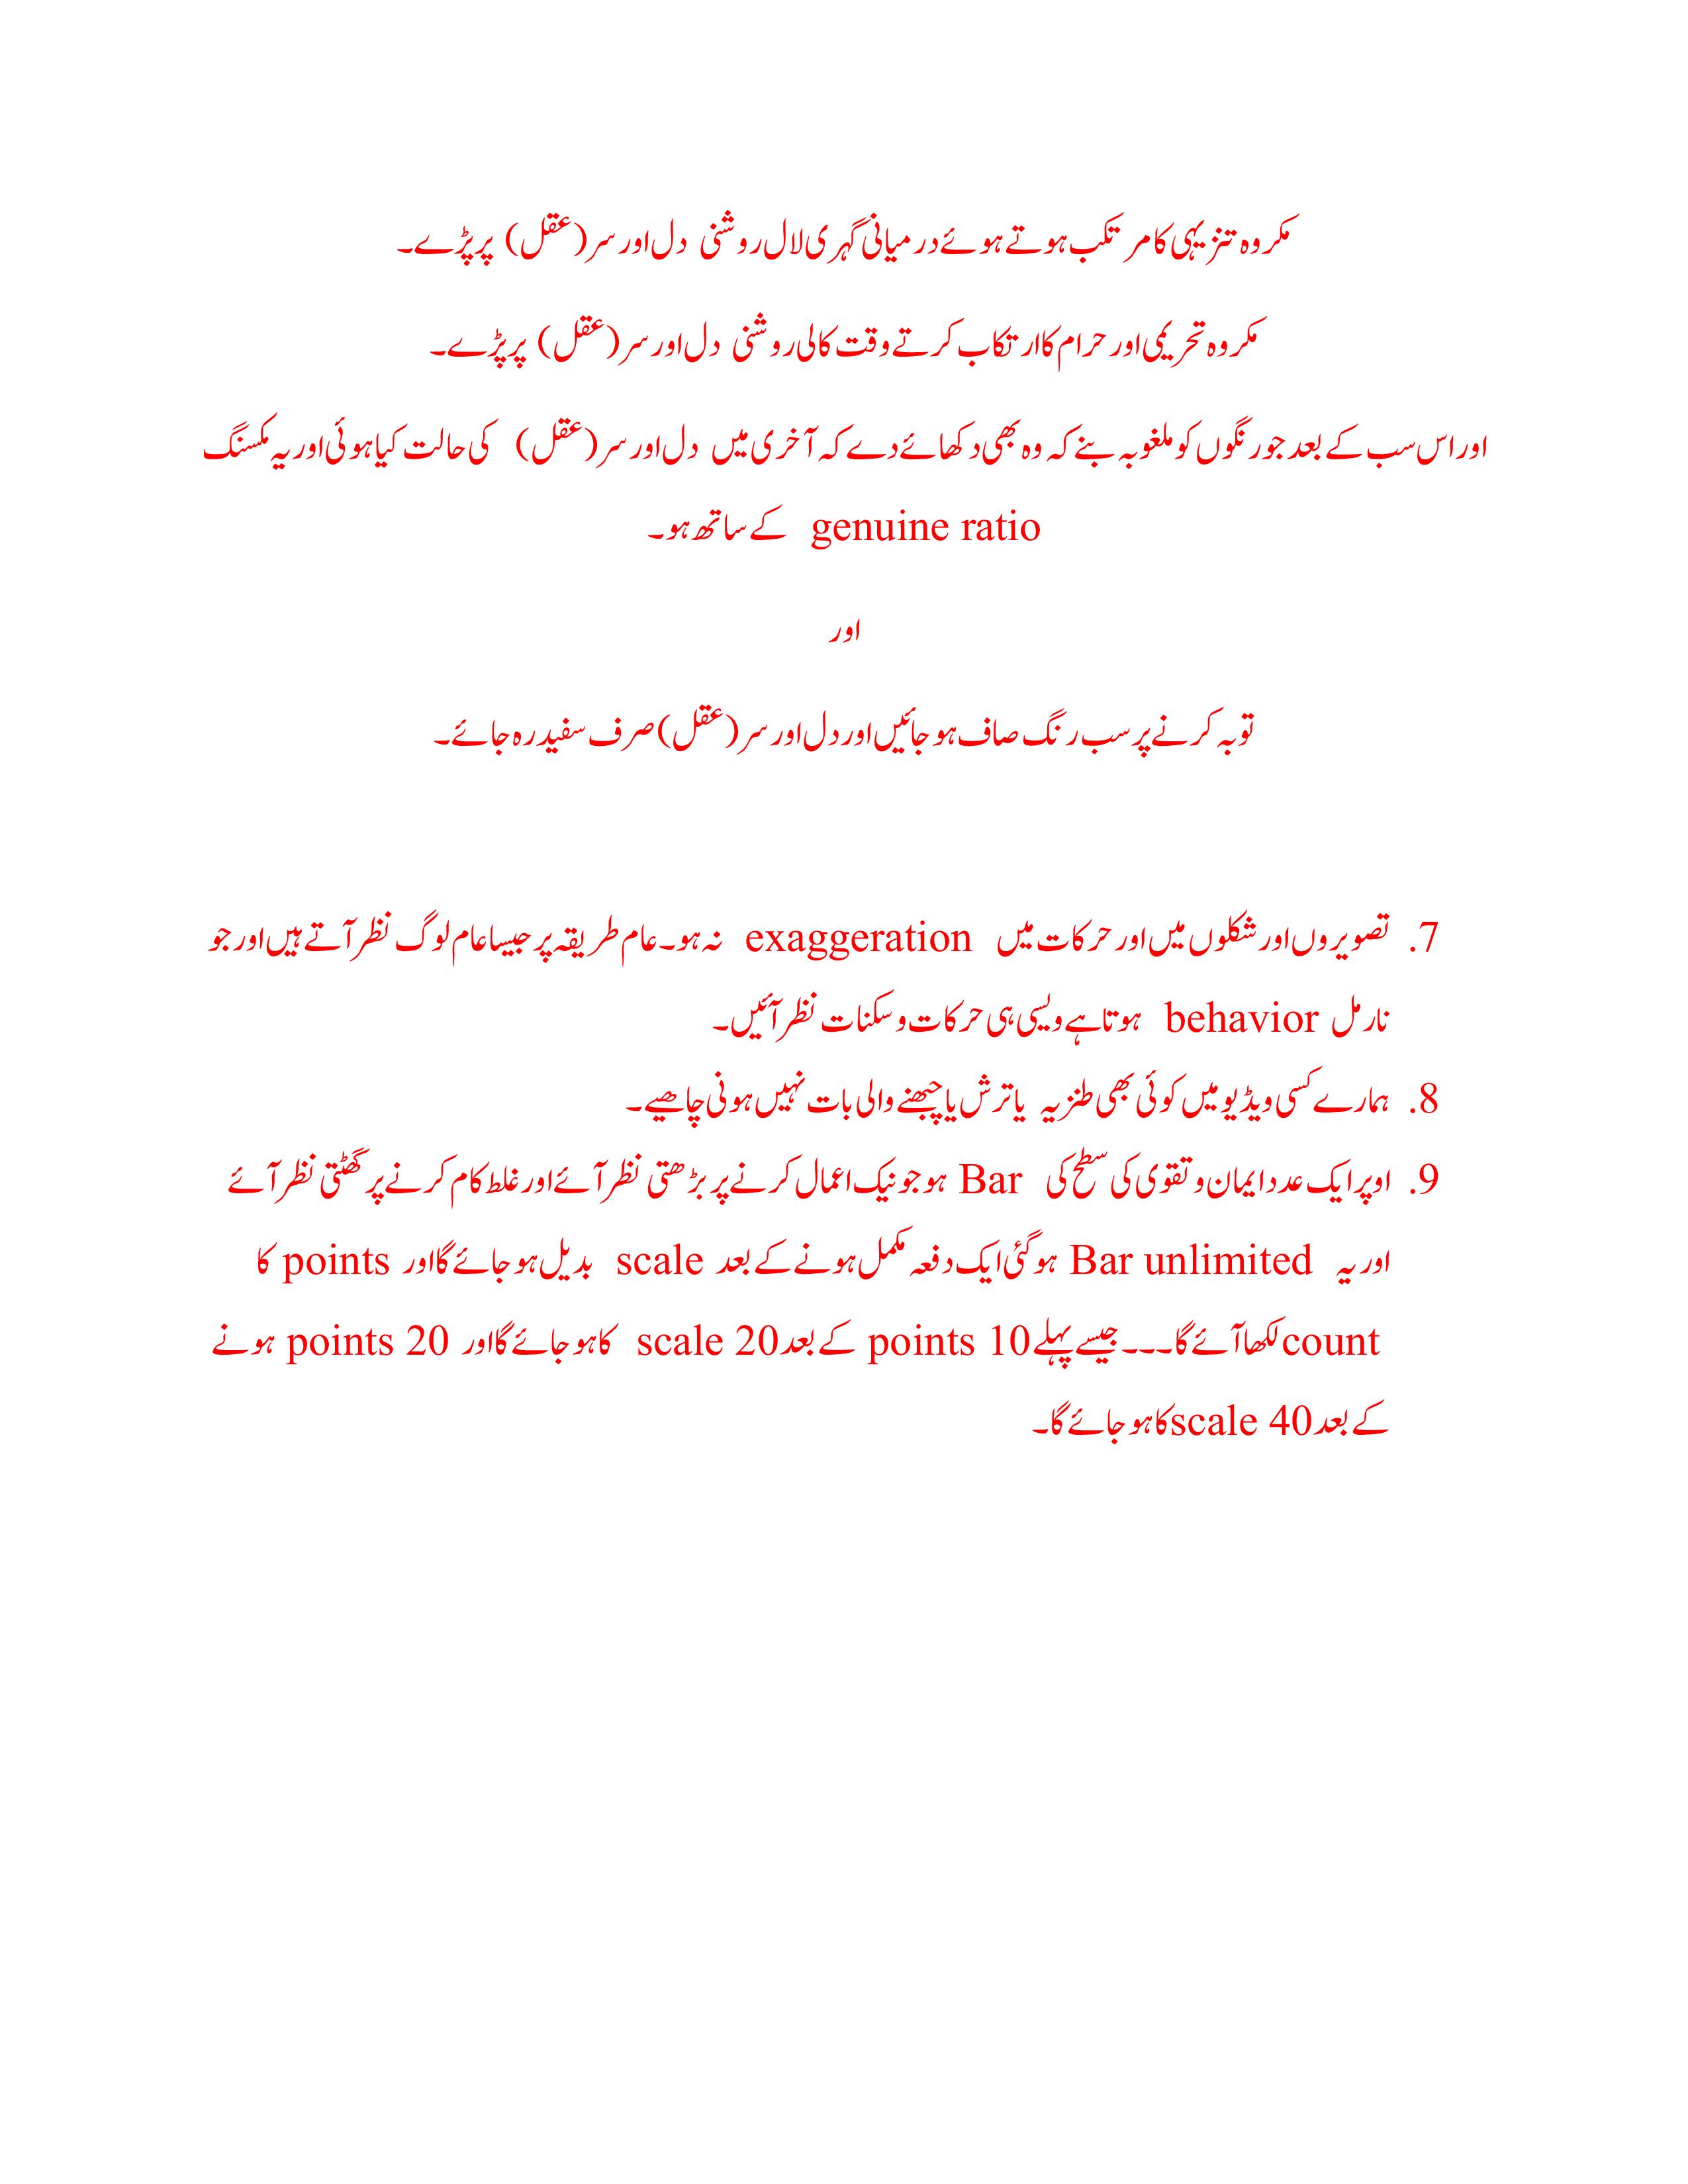 مکروہ تنزیہی کا مرتکب ہوتے ہوئے درمیانی گہری لال روشنی دل اور سر (عقل) پر پڑے۔
مکروہ تحریمی اور حرام کا ارتکاب کرتے وقت کالی روشنی دل اور سر (عقل) پر پڑے۔
اور اس سب کے بعد جو رنگوں کو ملغوبہ بنے کہ وہ بھی دکھائے دے کہ آخری میں دل اور سر (عقل) کی حالت کیا ہوئی اور یہ مکسنگ
genuine ratio کے ساتھ ہو۔
اور
توبہ کرنے پر سب رنگ صاف ہو جائیں اور دل اور سر (عقل) صرف سفید رہ جائے۔
7. تصویروں اور شکلوں میں اور حرکات میں exaggeration نہ ہو۔ عام طریقہ پر جیسا عام لوگ نظر آتے ہیں اور جو
نارمل behavior ہوتا ہے ویسی ہی حرکات و سکنات نظر آئیں۔
8. ہمارے کسی ویڈیو میں کوئی بھی طنزیہ یا ترش یا چبھنے والی بات نہیں ہونی چاہیے۔
9. اوپر ایک عدد ایمان و تقوی کی سطح کی Bar ہو جو نیک اعمال کرنے پر بڑھتی نظر آئے اور غلط کام کرنے پر گھٹتی نظر آئے
اور یہ Bar unlimited ہوگئی ایک دفعہ مکمل ہونے کے بعد scale بدیل ہو جائے گا اور points کا
count لکھا آئے گا۔۔۔ جیسے پہلے 10 points کے بعد 20 scale کا ہو جائے گا اور 20 points ہونے
کے بعد 40 scale کا ہو جائے گا۔